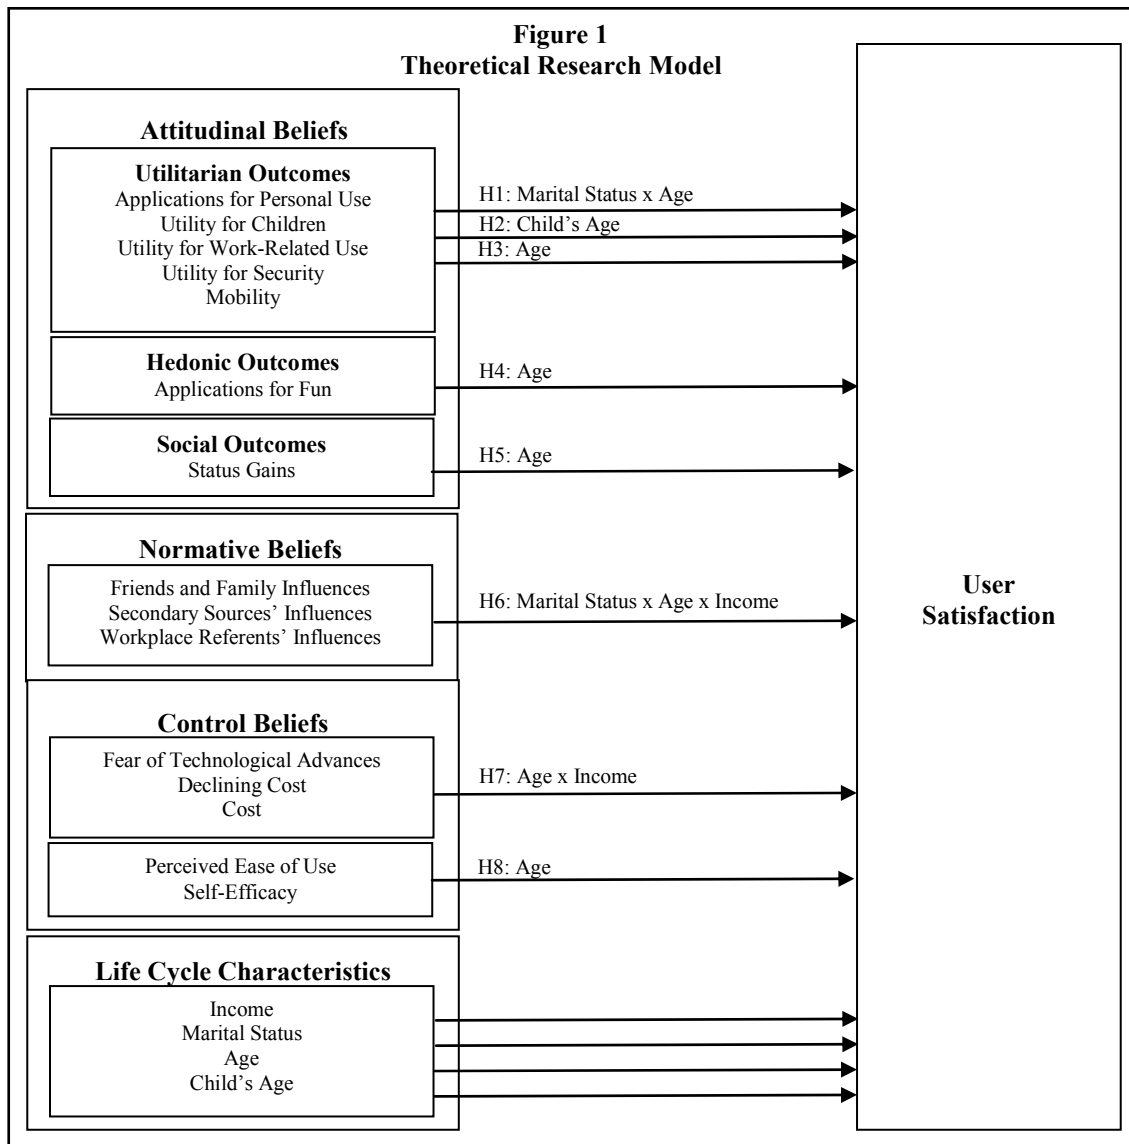 Figure 1
Theoretical Research Model
Attitudinal Beliefs
Utilitarian Outcomes
Applications for Personal Use
Utility for Children
Utility for Work-Related Use
Utility for Security
Mobility
H1: Marital Status x Age
H2: Child’s Age
H3: Age
Hedonic Outcomes
Applications for Fun
H4: Age
Social Outcomes
Status Gains
H5: Age
Normative Beliefs
Friends and Family Influences
Secondary Sources’ Influences
Workplace Referents’ Influences
H6: Marital Status x Age x Income
Control Beliefs
Fear of Technological Advances
Declining Cost
Cost
H7: Age x Income
Perceived Ease of Use
Self-Efficacy
H8: Age
Life Cycle Characteristics
Income
Marital Status
Age
Child’s Age
User
Satisfaction